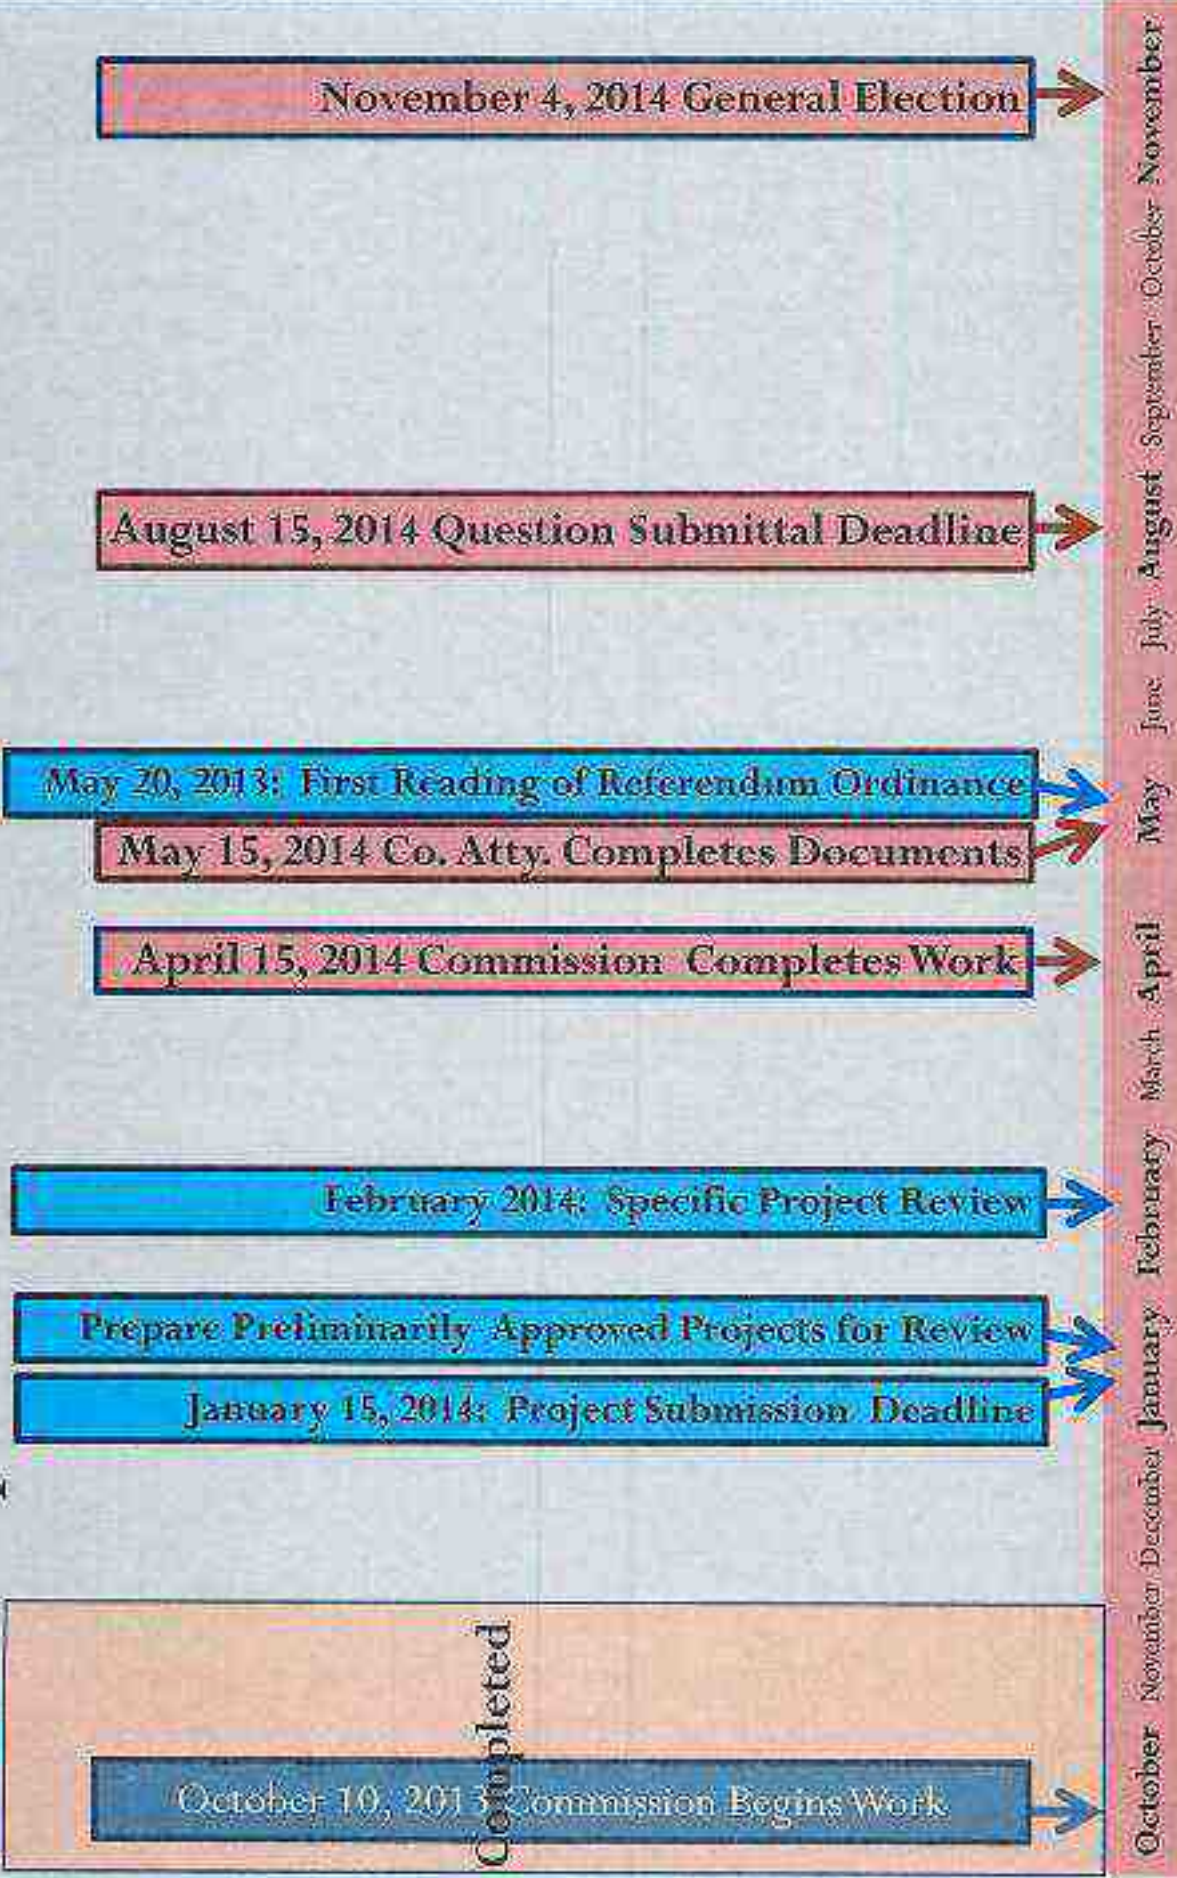 November 4, 2014 General Election
August 15, 2014 Question Submittal Deadline
May 20, 2013: First Reading of Referendum Ordinance
May 15, 2014 Co. Atty. Completes Documents
April 15, 2014 Commission Completes Work
February 2014: Specific Project Review
Prepare Preliminarily Approved Projects for Review
January 15, 2014: Project Submission Deadline
Completed
October 10, 2013 Commission Begins Work
October November December January February March April May June July August September October November